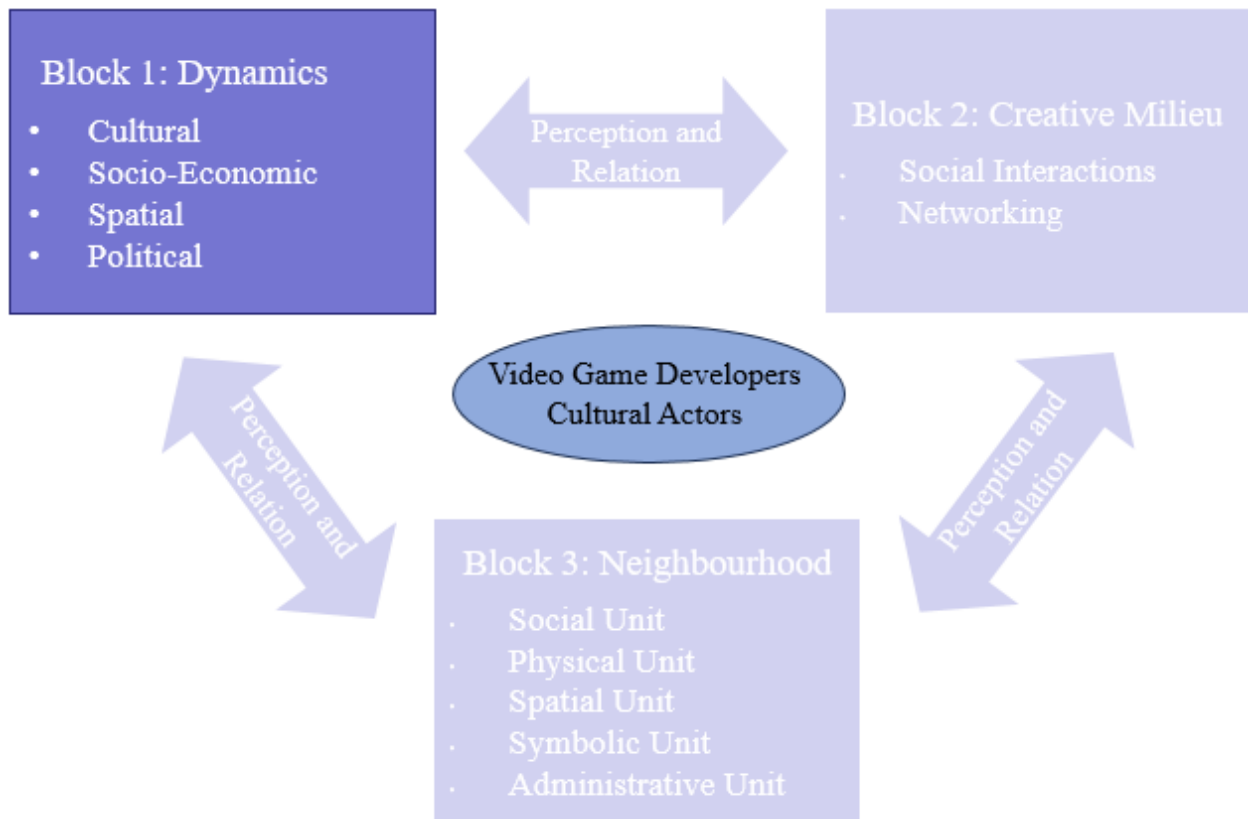 Block 1: Dynamics
• Cultural
• Socio-Economic
• Spatial
• Political
Perception and
Relation
Block 2: Creative Milieu
• Social Interactions
• Networking
Video Game Developers
Cultural Actors
Perception and
Relation
Perception and
Relation
Block 3: Neighbourhood
• Social Unit
• Physical Unit
• Spatial Unit
• Symbolic Unit
• Administrative Unit